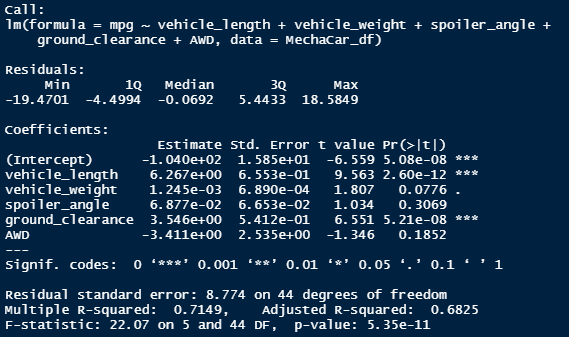 Call:
lm(formula = mpg ~ vehicle_length + vehicle_weight + spoiler_angle +
    ground_clearance + AWD, data = MechaCar_df)

Residuals:
     Min       1Q   Median       3Q      Max
-19.4701  -4.4994  -0.0692   5.4433  18.5849

Coefficients:
                   Estimate Std. Error t value Pr(>|t|)
(Intercept)      -1.040e+02  1.585e+01  -6.559 5.08e-08 ***
vehicle_length    6.267e+00  6.553e-01   9.563 2.60e-12 ***
vehicle_weight    1.245e-03  6.890e-04   1.807   0.0776 .
spoiler_angle     6.877e-02  6.653e-02   1.034   0.3069
ground_clearance  3.546e+00  5.412e-01   6.551 5.21e-08 ***
AWD              -3.411e+00  2.535e+00  -1.346   0.1852
---
Signif. codes:  0 ‘***’ 0.001 ‘**’ 0.01 ‘*’ 0.05 ‘.’ 0.1 ‘ ’ 1

Residual standard error: 8.774 on 44 degrees of freedom
Multiple R-squared:  0.7149,    Adjusted R-squared:  0.6825
F-statistic: 22.07 on 5 and 44 DF,  p-value: 5.35e-11